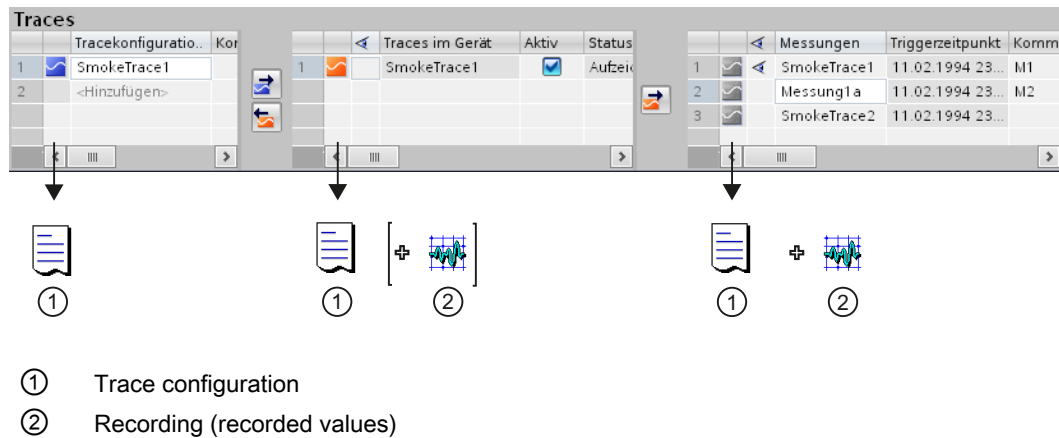 Traces
Tracekonfiguratio.. Kor
1 SmokeTrace1
2 <Hinzufügen>
Traces im Gerät Aktiv Status
1 SmokeTrace1 Aufzeic
Messungen Triggerzeitpunkt Komm
1 SmokeTrace1 11.02.1994 23... M1
2 Messung1a 11.02.1994 23... M2
3 SmokeTrace2 11.02.1994 23...
① ① ② ① ②
① Trace configuration
② Recording (recorded values)